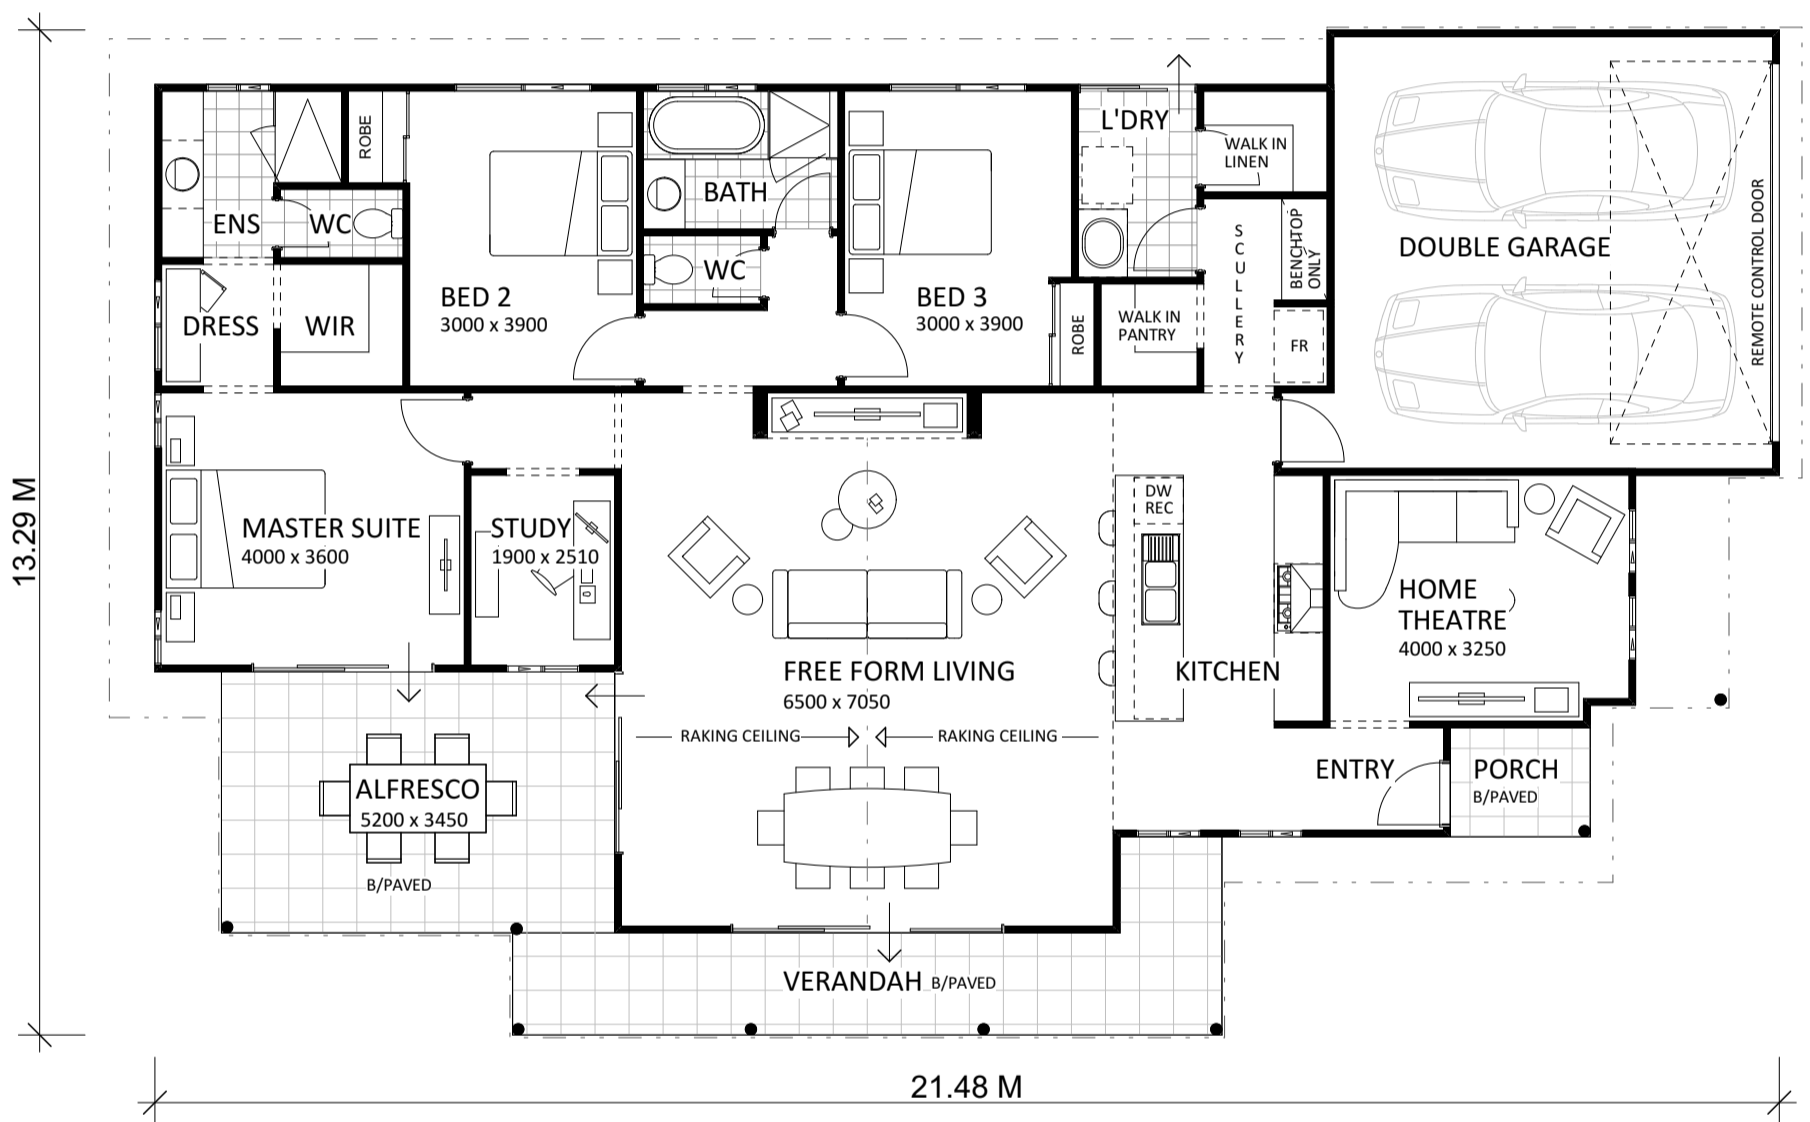 L'DRY
WALK IN
LINEN
ROBE
BATH
ENS
WC
WC
SCULLERY
BENCHTOP
ONLY
DOUBLE GARAGE
REMOTE CONTROL DOOR
BED 2
3000 x 3900
BED 3
3000 x 3900
DRESS
WIR
ROBE
WALK IN
PANTRY
FR
13.29 M
MASTER SUITE
4000 x 3600
STUDY
1900 x 2510
DW
REC
HOME
THEATRE
4000 x 3250
FREE FORM LIVING
6500 x 7050
KITCHEN
RAKING CEILING
RAKING CEILING
ENTRY
PORCH
B/PAVED
ALFRESCO
5200 x 3450
B/PAVED
VERANDAH B/PAVED
21.48 M